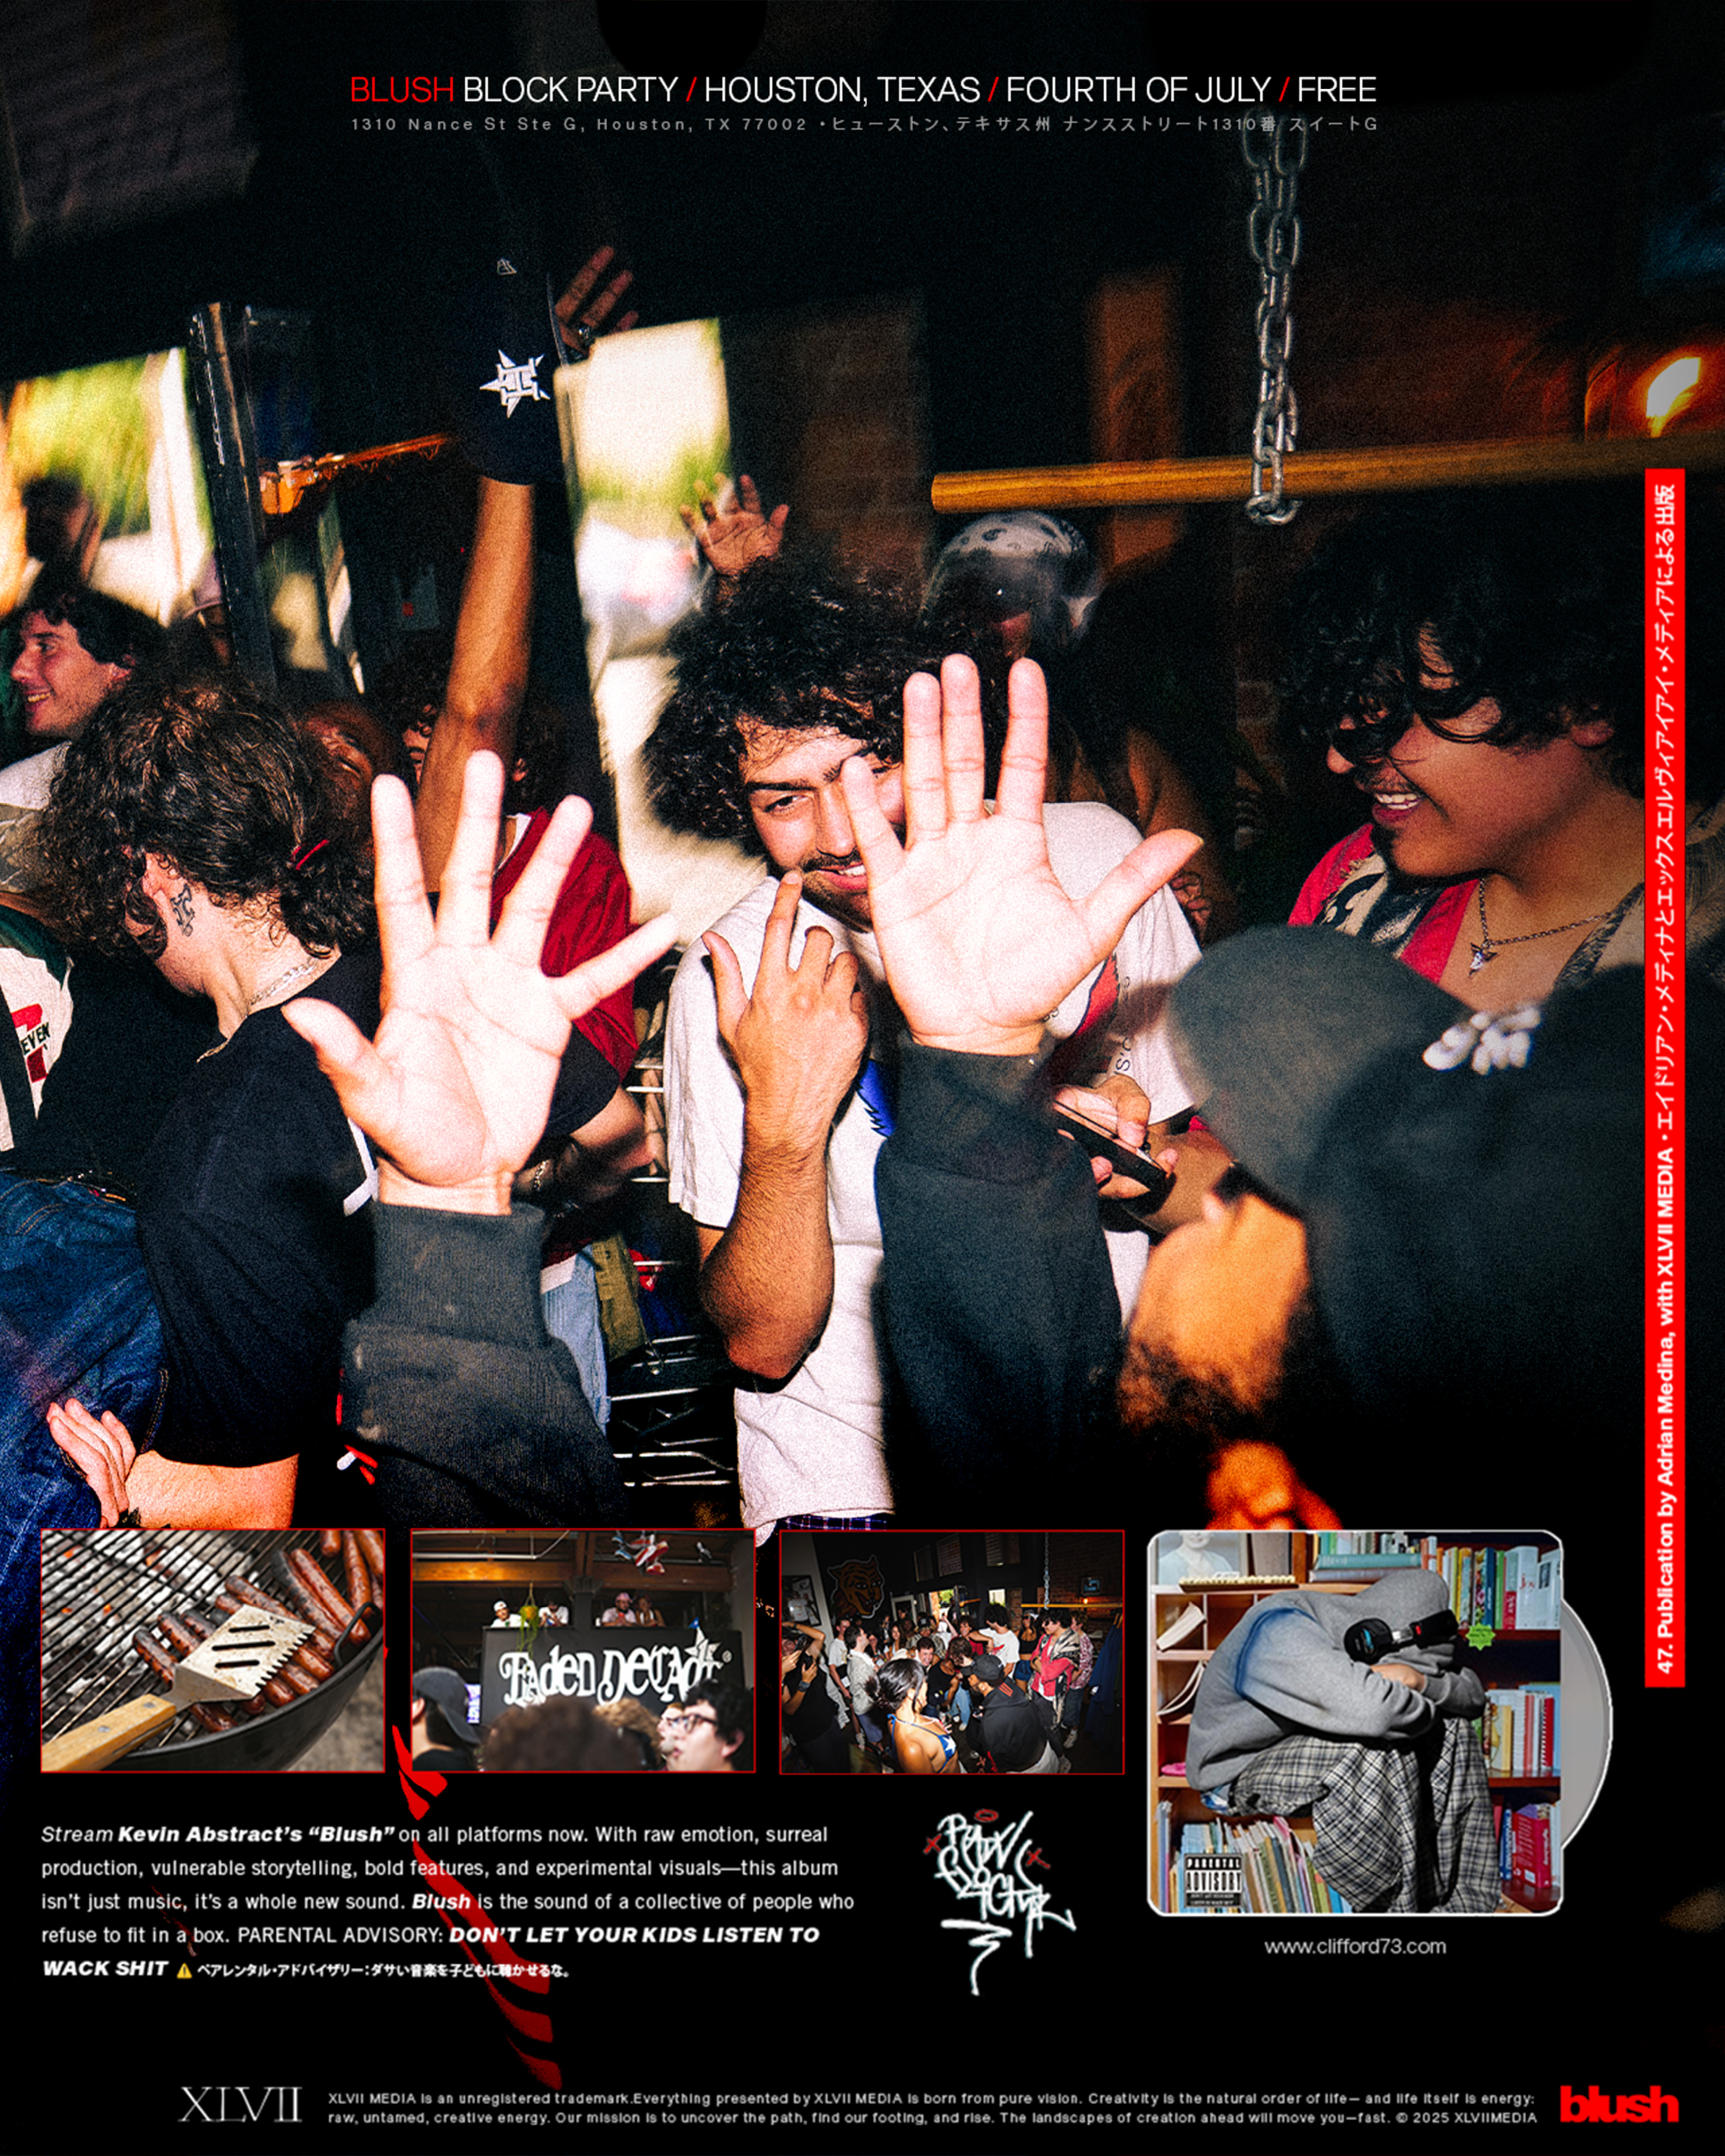 BLUSH BLOCK PARTY / HOUSTON, TEXAS / FOURTH OF JULY / FREE
1310 Nance St Ste G, Houston, TX 77002 ・ヒューストン、テキサス州 ナンスストリート1310番 スイートG
47. Publication by Adrian Medina, with XLVII MEDIA ・エイドリアン・メディナとエックスエルヴィアイアイ・メディアによる出版
EVEN
Faded Decade
PARENTAL
ADVISORY
Stream Kevin Abstract's “Blush” on all platforms now. With raw emotion, surreal
production, vulnerable storytelling, bold features, and experimental visuals—this album
isn't just music, it's a whole new sound. Blush is the sound of a collective of people who
refuse to fit in a box. PARENTAL ADVISORY: DON'T LET YOUR KIDS LISTEN TO
WACK SHIT ⚠️ ペアレンタル・アドバイザリー：ダサい音楽を子どもに聴かせるな。
www.clifford73.com
XLVII
XLVII MEDIA is an unregistered trademark.Everything presented by XLVII MEDIA is born from pure vision. Creativity is the natural order of life— and life itself is energy:
raw, untamed, creative energy. Our mission is to uncover the path, find our footing, and rise. The landscapes of creation ahead will move you—fast. © 2025 XLVIIMEDIA
blush